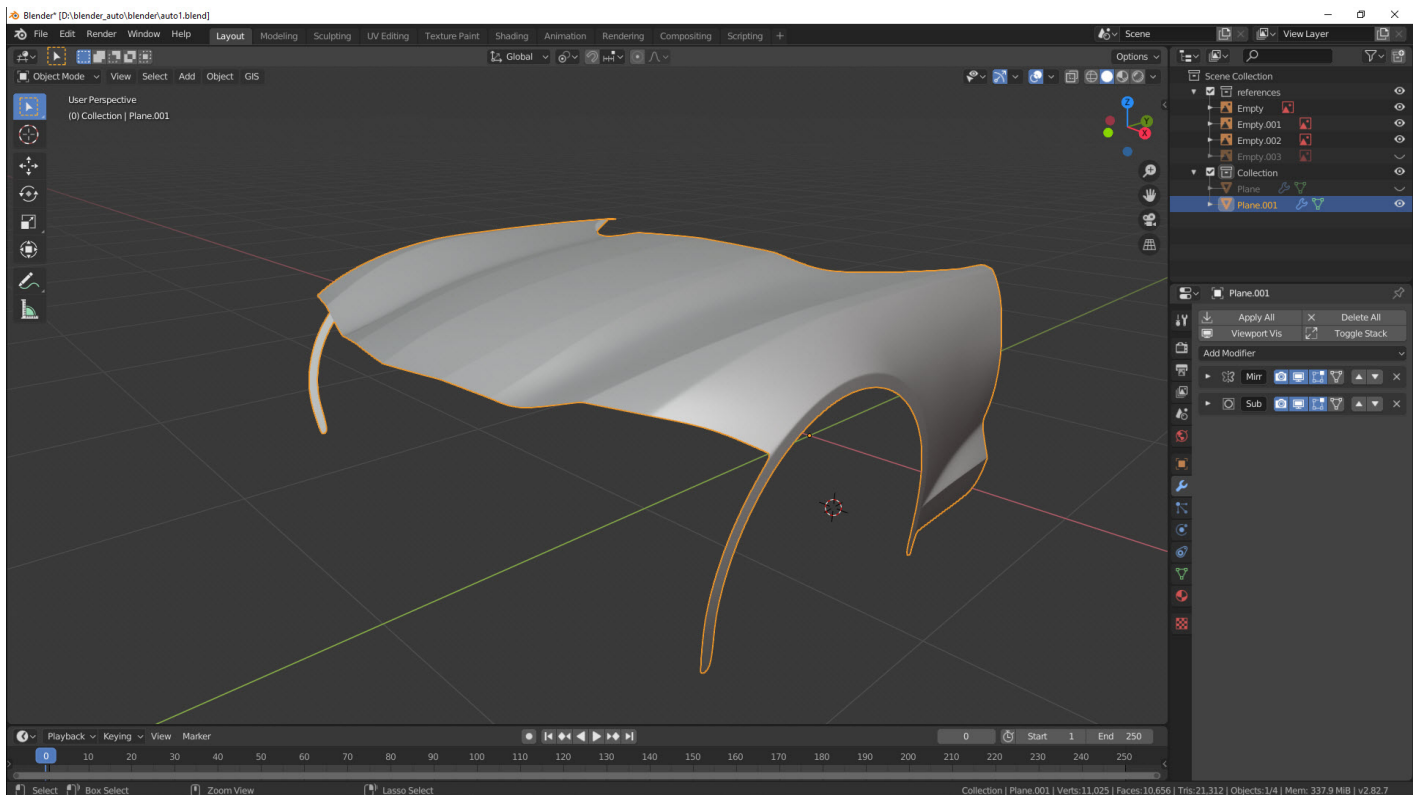 Blender* [D:\blender_auto\blender\auto1.blend]
File Edit Render Window Help Layout Modeling Sculpting UV Editing Texture Paint Shading Animation Rendering Compositing Scripting + Scene View Layer
Global Options
Object Mode View Select Add Object GIS
User Perspective
(0) Collection | Plane.001
Z
Y
X
Scene Collection
references
Empty
Empty.001
Empty.002
Empty.003
Collection
Plane
Plane.001
Plane.001
Apply All Delete All
Viewport Vis Toggle Stack
Add Modifier
Mirr
Sub
Playback Keying View Marker 0 Start 1 End 250
0 10 20 30 40 50 60 70 80 90 100 110 120 130 140 150 160 170 180 190 200 210 220 230 240 250
Select Box Select Zoom View Lasso Select Collection | Plane.001 | Verts:11,025 | Faces:10,656 | Tris:21,312 | Objects:1/4 | Mem: 337.9 MiB | v2.82.7